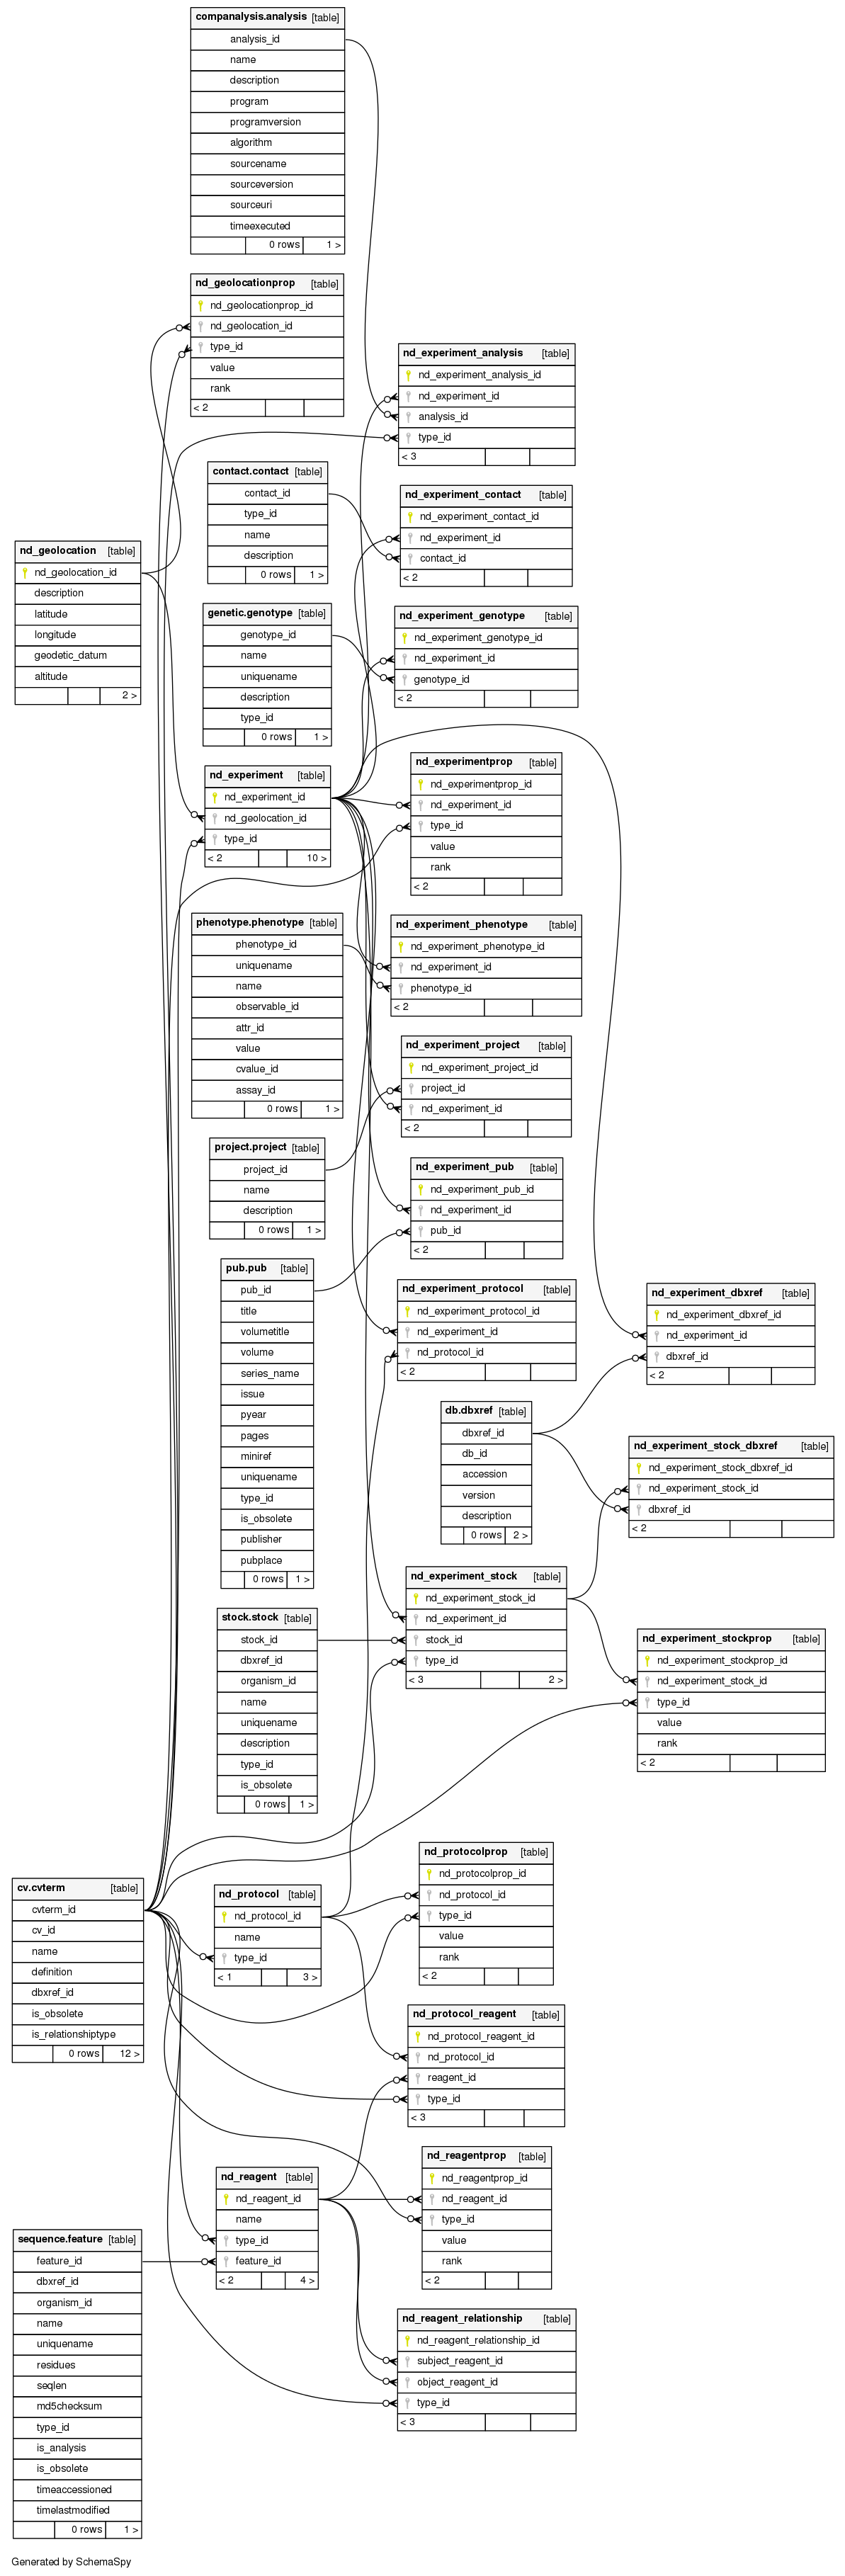 companalysis.analysis [table]
analysis_id
name
description
program
programversion
algorithm
sourcename
sourceversion
sourceuri
timeexecuted
0 rows 1 >
nd_geolocationprop [table]
nd_geolocationprop_id
nd_geolocation_id
type_id
value
rank
< 2
nd_experiment_analysis [table]
nd_experiment_analysis_id
nd_experiment_id
analysis_id
type_id
< 3
contact.contact [table]
contact_id
type_id
name
description
0 rows 1 >
nd_experiment_contact [table]
nd_experiment_contact_id
nd_experiment_id
contact_id
< 2
nd_geolocation [table]
nd_geolocation_id
description
latitude
longitude
geodetic_datum
altitude
2 >
genetic.genotype [table]
genotype_id
name
uniquename
description
type_id
0 rows 1 >
nd_experiment_genotype [table]
nd_experiment_genotype_id
nd_experiment_id
genotype_id
< 2
nd_experiment [table]
nd_experiment_id
nd_geolocation_id
type_id
< 2 10 >
nd_experimentprop [table]
nd_experimentprop_id
nd_experiment_id
type_id
value
rank
< 2
phenotype.phenotype [table]
phenotype_id
uniquename
name
observable_id
attr_id
value
cvalue_id
assay_id
0 rows 1 >
nd_experiment_phenotype [table]
nd_experiment_phenotype_id
nd_experiment_id
phenotype_id
< 2
nd_experiment_project [table]
nd_experiment_project_id
project_id
nd_experiment_id
< 2
project.project [table]
project_id
name
description
0 rows 1 >
nd_experiment_pub [table]
nd_experiment_pub_id
nd_experiment_id
pub_id
< 2
pub.pub [table]
pub_id
title
volumetitle
volume
series_name
issue
pyear
pages
miniref
uniquename
type_id
is_obsolete
publisher
pubplace
0 rows 1 >
nd_experiment_protocol [table]
nd_experiment_protocol_id
nd_experiment_id
nd_protocol_id
< 2
nd_experiment_dbxref [table]
nd_experiment_dbxref_id
nd_experiment_id
dbxref_id
< 2
db.dbxref [table]
dbxref_id
db_id
accession
version
description
0 rows 2 >
nd_experiment_stock_dbxref [table]
nd_experiment_stock_dbxref_id
nd_experiment_stock_id
dbxref_id
< 2
nd_experiment_stock [table]
nd_experiment_stock_id
nd_experiment_id
stock_id
type_id
< 3 2 >
stock.stock [table]
stock_id
dbxref_id
organism_id
name
uniquename
description
type_id
is_obsolete
0 rows 1 >
nd_experiment_stockprop [table]
nd_experiment_stockprop_id
nd_experiment_stock_id
type_id
value
rank
< 2
nd_protocolprop [table]
nd_protocolprop_id
nd_protocol_id
type_id
value
rank
< 2
cv.cvterm [table]
cvterm_id
cv_id
name
definition
dbxref_id
is_obsolete
is_relationshiptype
0 rows 12 >
nd_protocol [table]
nd_protocol_id
name
type_id
< 1 3 >
nd_protocol_reagent [table]
nd_protocol_reagent_id
nd_protocol_id
reagent_id
type_id
< 3
nd_reagentprop [table]
nd_reagentprop_id
nd_reagent_id
type_id
value
rank
< 2
nd_reagent [table]
nd_reagent_id
name
type_id
feature_id
< 2 4 >
sequence.feature [table]
feature_id
dbxref_id
organism_id
name
uniquename
residues
seqlen
md5checksum
type_id
is_analysis
is_obsolete
timeaccessioned
timelastmodified
0 rows 1 >
nd_reagent_relationship [table]
nd_reagent_relationship_id
subject_reagent_id
object_reagent_id
type_id
< 3
Generated by SchemaSpy